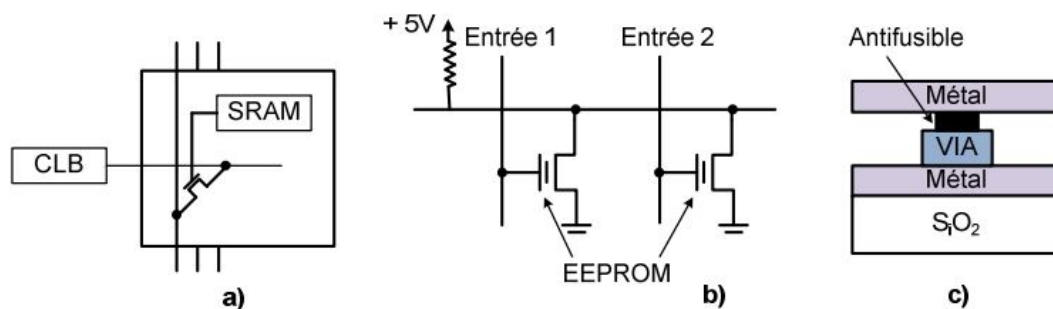 CLB
SRAM
a)
+ 5V
Entrée 1
Entrée 2
EEPROM
b)
Antifusible
Métal
VIA
Métal
SiO₂
c)